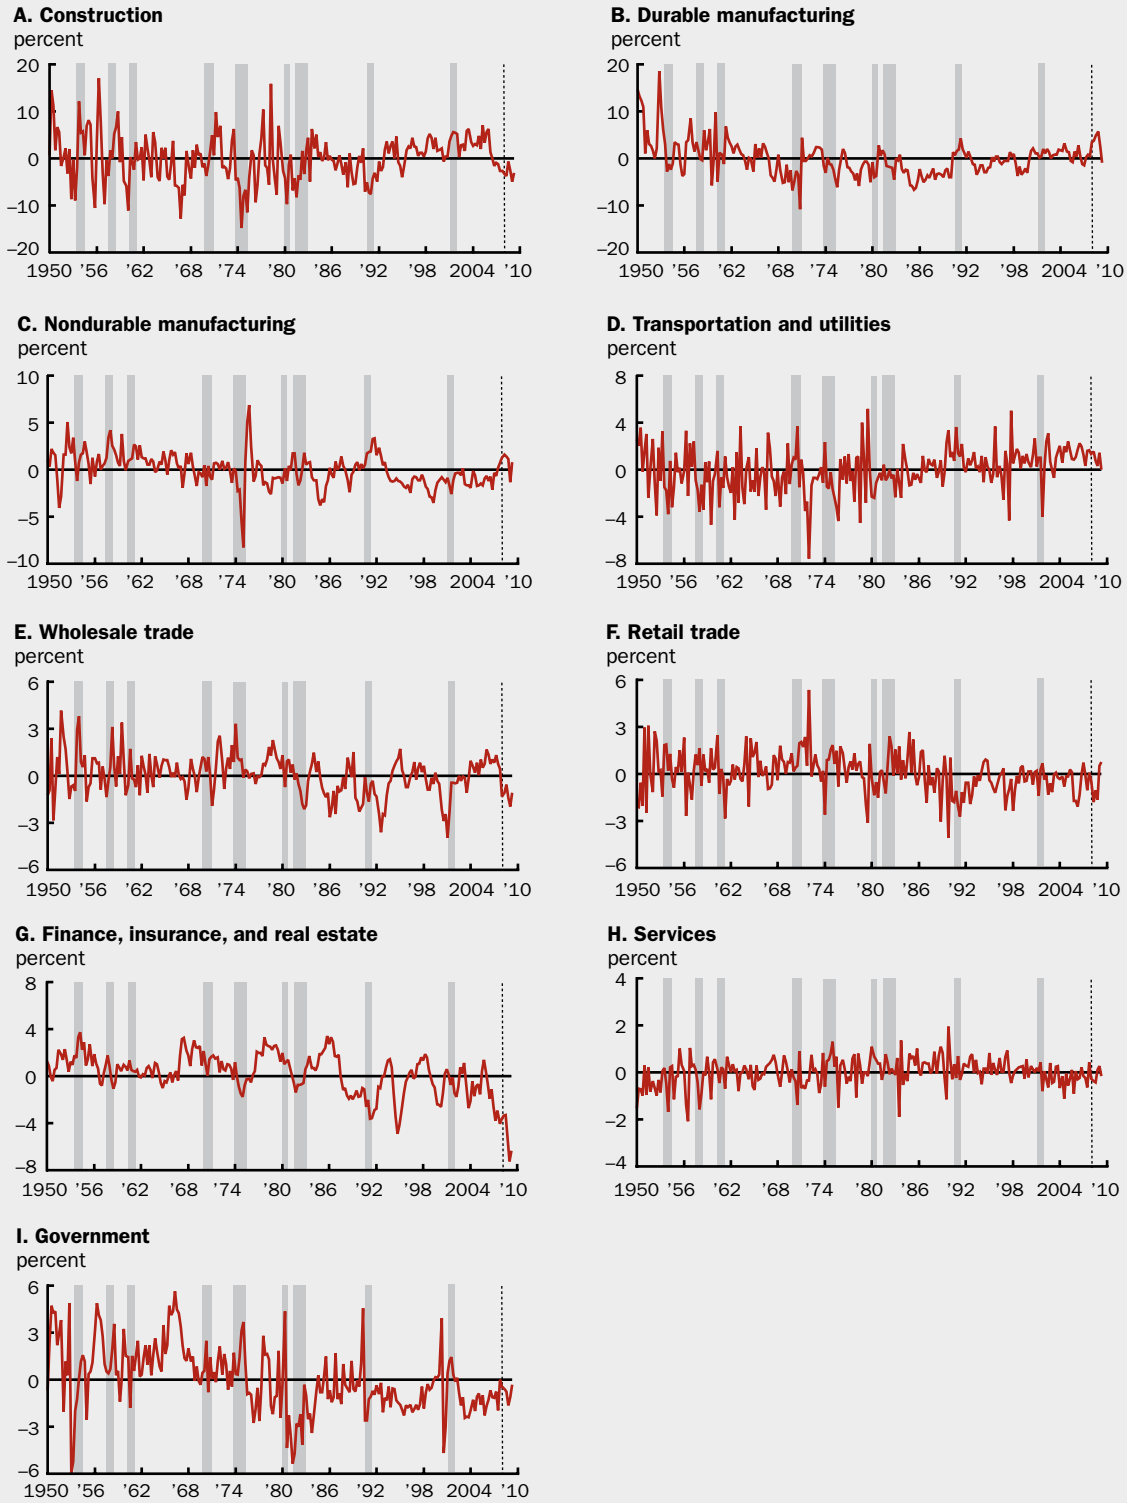 A. Construction
percent
20
10
0
–10
–20
1950 ’56 ’62 ’68 ’74 ’80 ’86 ’92 ’98 2004 ’10
B. Durable manufacturing
percent
20
10
0
–10
–20
1950 ’56 ’62 ’68 ’74 ’80 ’86 ’92 ’98 2004 ’10
C. Nondurable manufacturing
percent
10
5
0
–5
–10
1950 ’56 ’62 ’68 ’74 ’80 ’86 ’92 ’98 2004 ’10
D. Transportation and utilities
percent
8
4
0
–4
–8
1950 ’56 ’62 ’68 ’74 ’80 ’86 ’92 ’98 2004 ’10
E. Wholesale trade
percent
6
3
0
–3
–6
1950 ’56 ’62 ’68 ’74 ’80 ’86 ’92 ’98 2004 ’10
F. Retail trade
percent
6
3
0
–3
–6
1950 ’56 ’62 ’68 ’74 ’80 ’86 ’92 ’98 2004 ’10
G. Finance, insurance, and real estate
percent
8
4
0
–4
–8
1950 ’56 ’62 ’68 ’74 ’80 ’86 ’92 ’98 2004 ’10
H. Services
percent
4
2
0
–2
–4
1950 ’56 ’62 ’68 ’74 ’80 ’86 ’92 ’98 2004 ’10
I. Government
percent
6
3
0
–3
–6
1950 ’56 ’62 ’68 ’74 ’80 ’86 ’92 ’98 2004 ’10